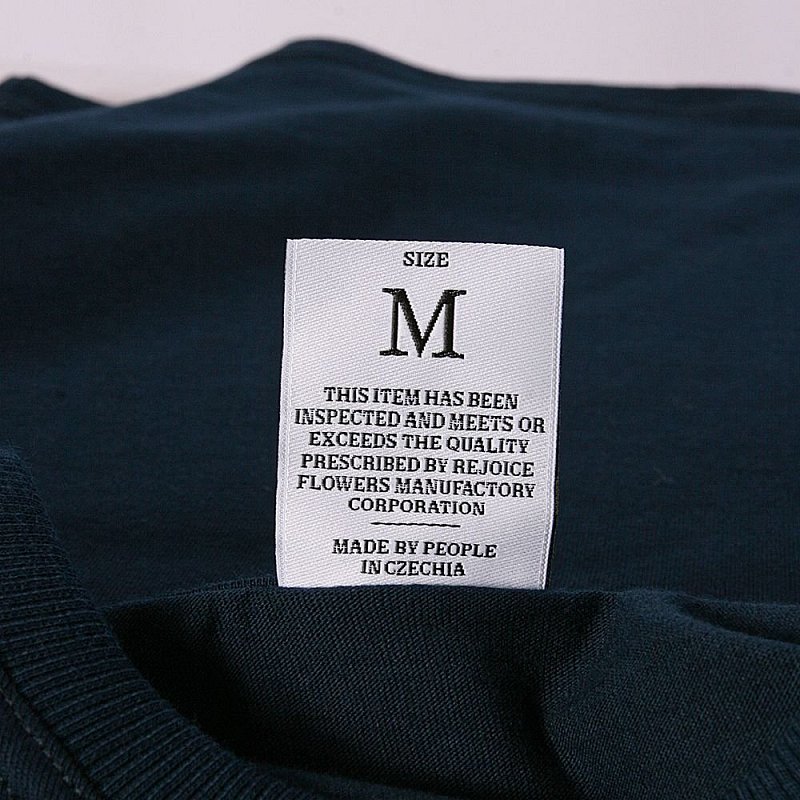 SIZE
M
THIS ITEM HAS BEEN
INSPECTED AND MEETS OR
EXCEEDS THE QUALITY
PRESCRIBED BY REJOICE
FLOWERS MANUFACTORY
CORPORATION
MADE BY PEOPLE
IN CZECHIA